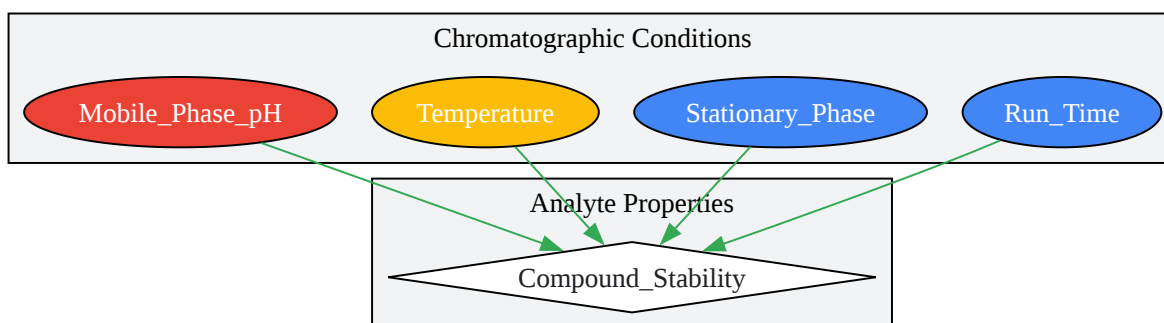 Chromatographic Conditions
Mobile_Phase_pH
Temperature
Stationary_Phase
Run_Time
Analyte Properties
Compound_Stability